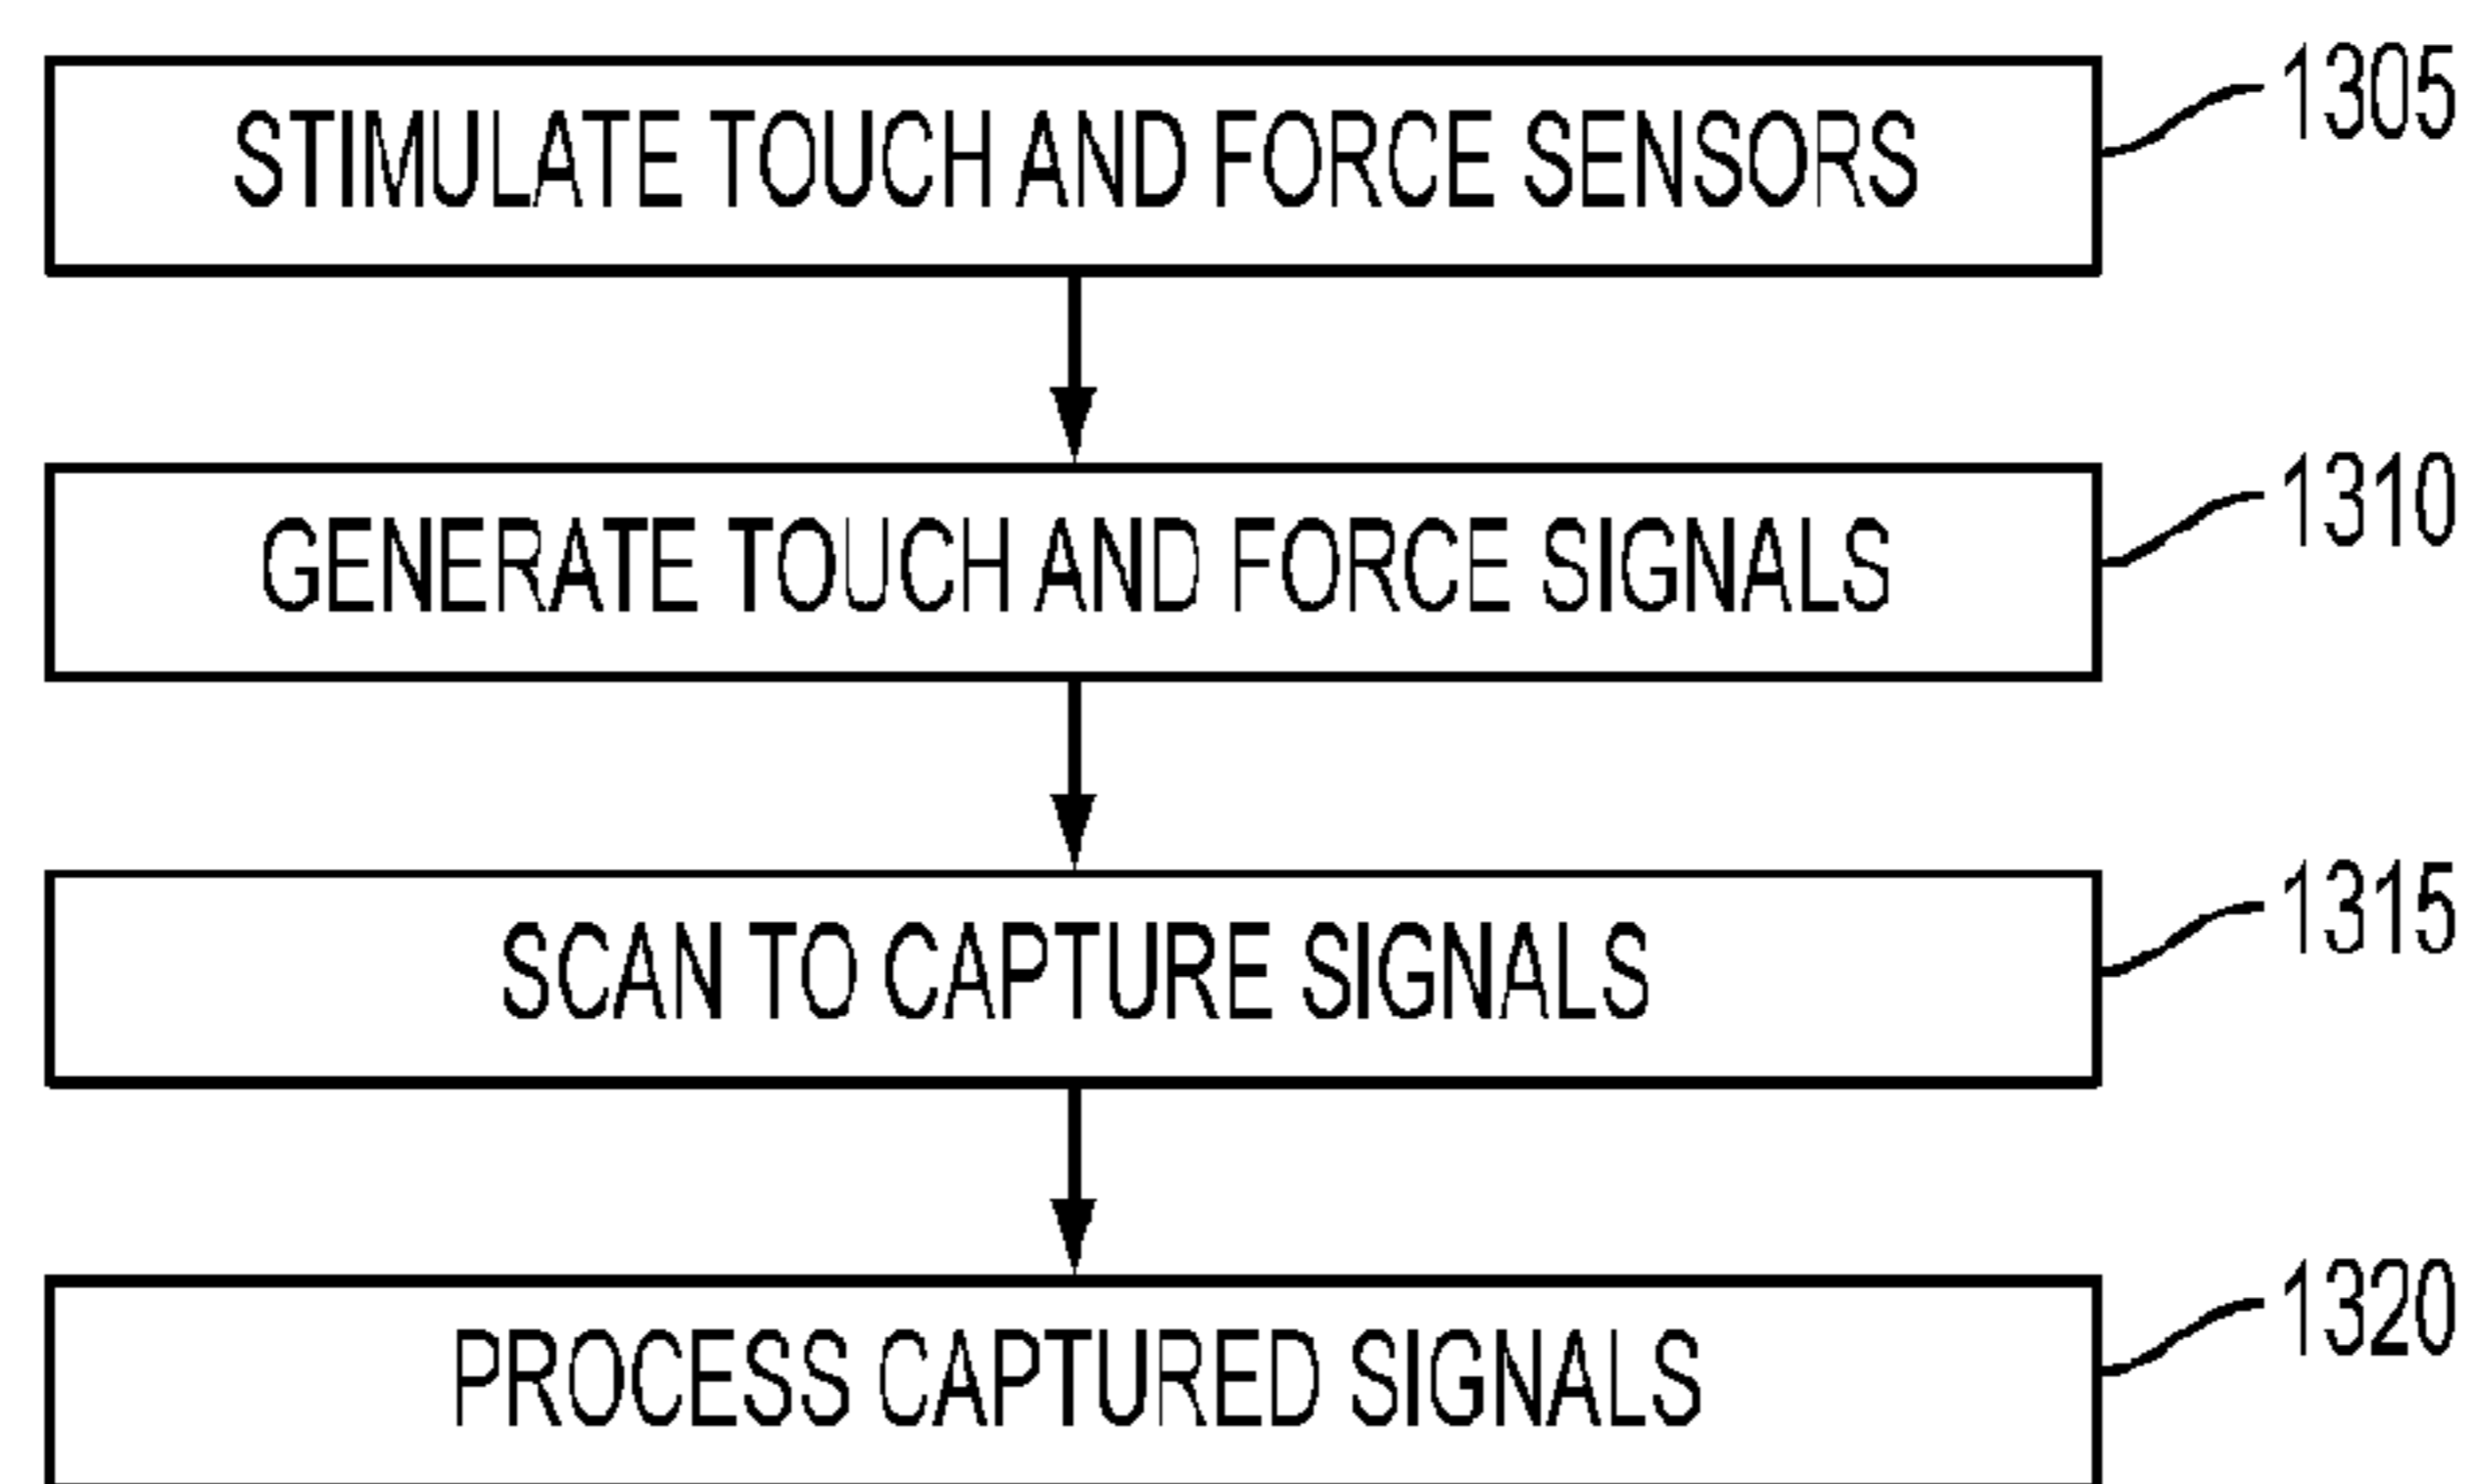 STIMULATE TOUCH AND FORCE SENSORS
1305
GENERATE TOUCH AND FORCE SIGNALS
1310
SCAN TO CAPTURE SIGNALS
1315
PROCESS CAPTURED SIGNALS
1320